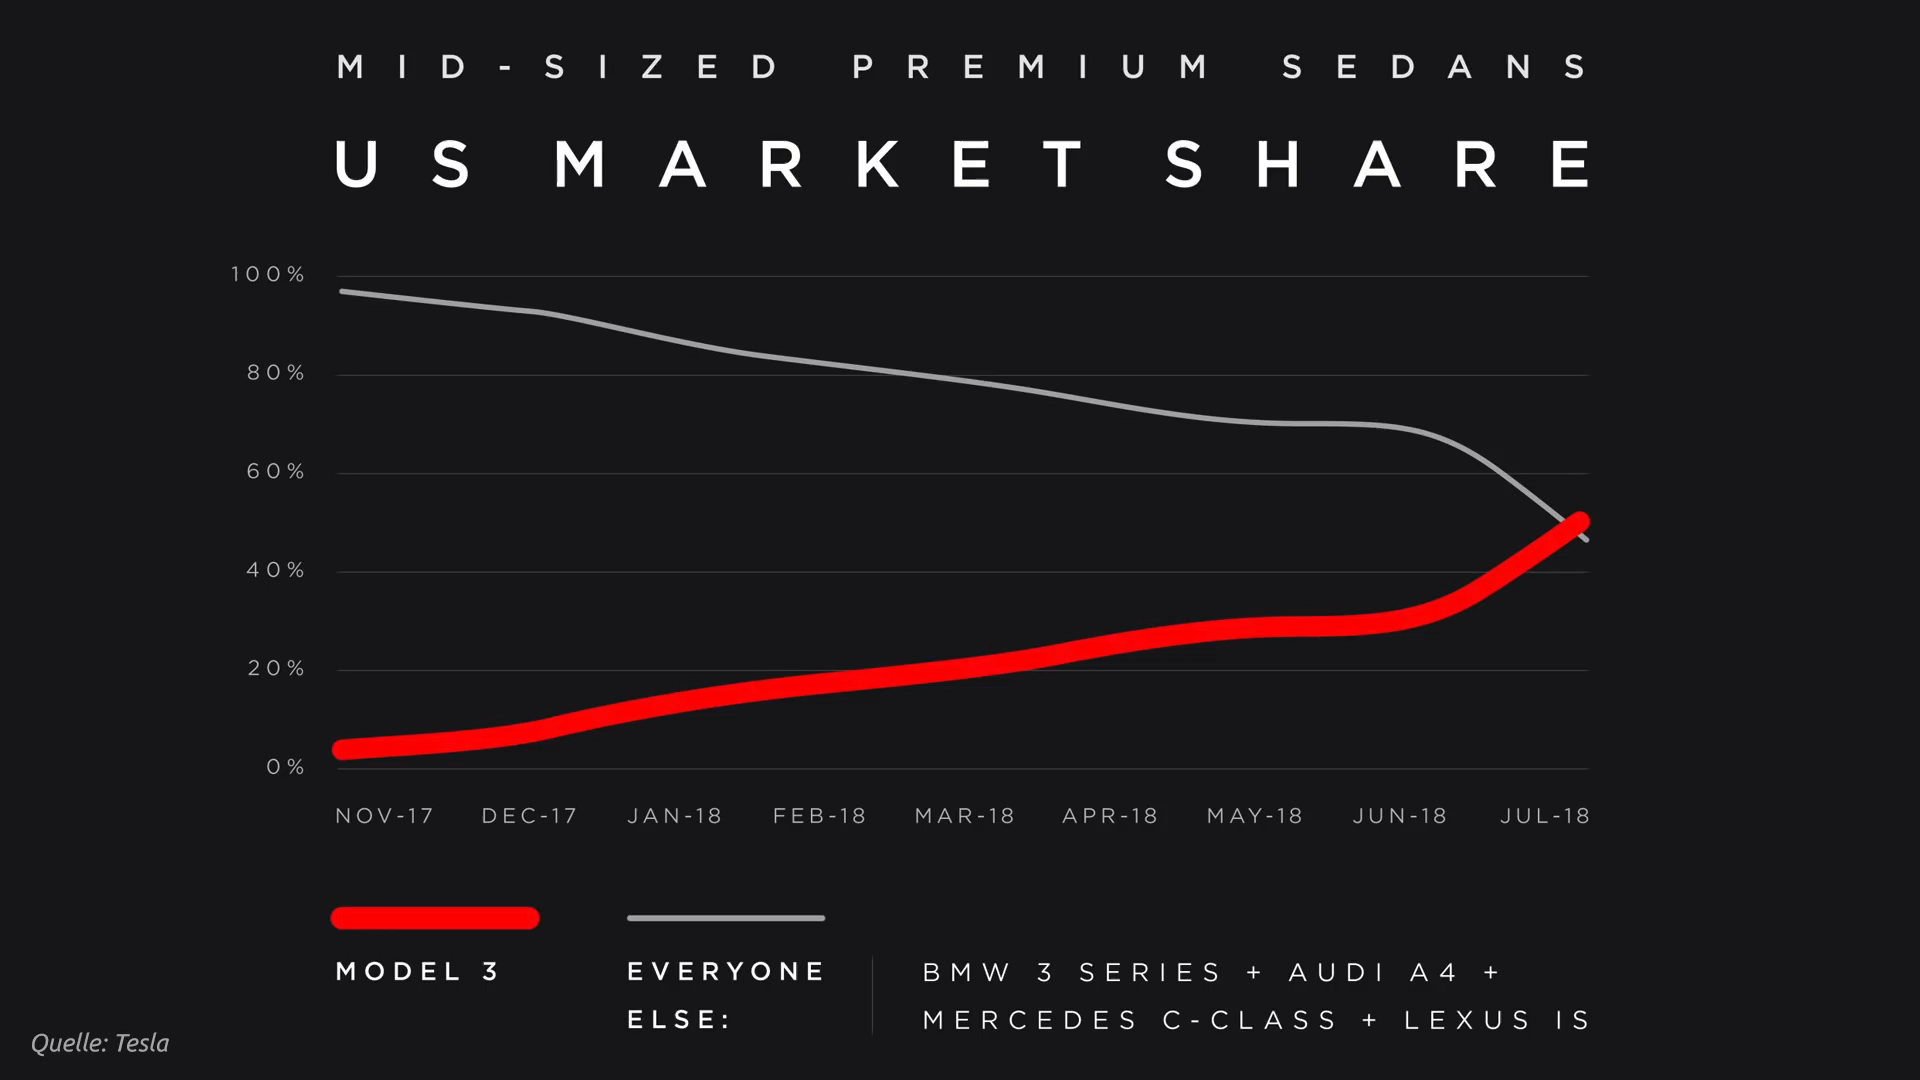 MID-SIZED PREMIUM SEDANS
US MARKET SHARE
100%
80%
60%
40%
20%
0%
NOV-17 DEC-17 JAN-18 FEB-18 MAR-18 APR-18 MAY-18 JUN-18 JUL-18
MODEL 3
EVERYONE
ELSE:
BMW 3 SERIES + AUDI A4 +
MERCEDES C-CLASS + LEXUS IS
Quelle: Tesla